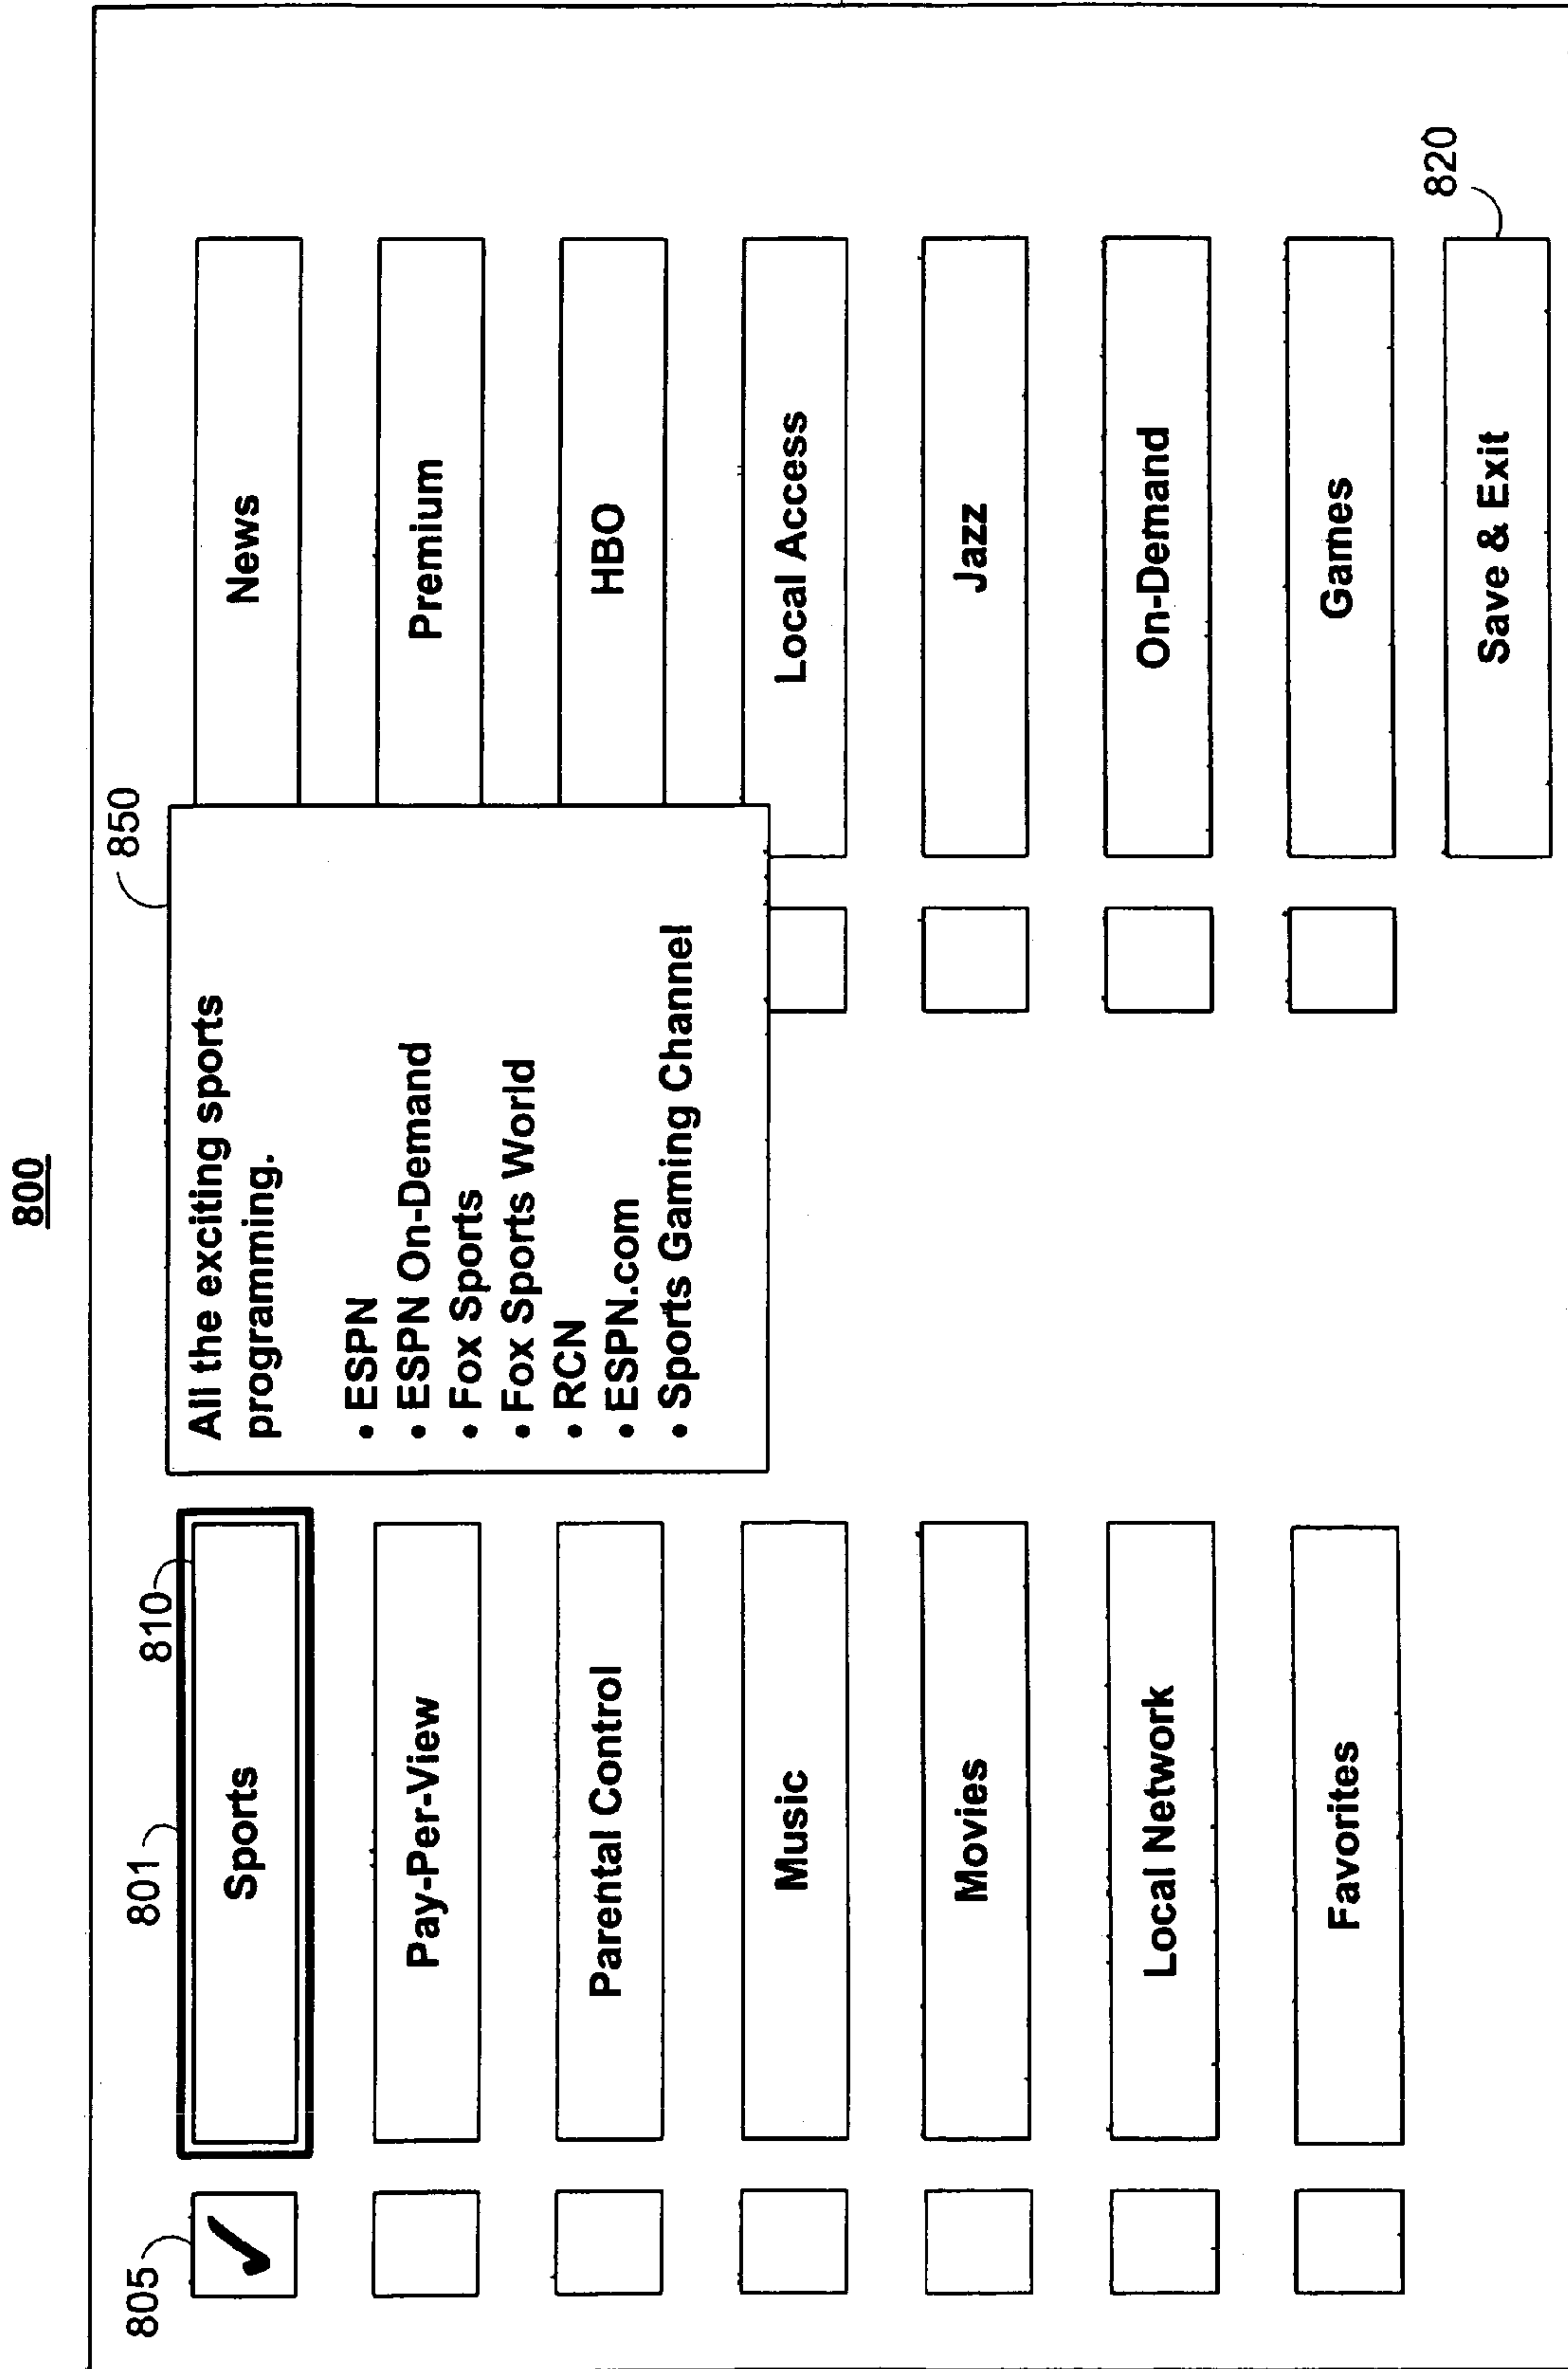 800
805
801
810
850
Sports
Pay-Per-View
Parental Control
Music
Movies
Local Network
Favorites
All the exciting sports
programming.
• ESPN
• ESPN On-Demand
• Fox Sports
• Fox Sports World
• RCN
• ESPN.com
• Sports Gaming Channel
News
Premium
HBO
Local Access
Jazz
On-Demand
Games
Save & Exit
820